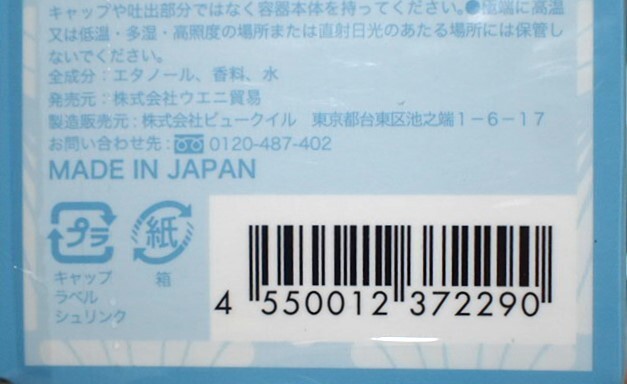 キャップや吐出部分ではなく容器本体を持ってください。●極端に高温
又は低温・多湿・高照度の場所または直射日光のあたる場所には保管し
ないでください。
全成分：エタノール、香料、水
発売元：株式会社ウエニ貿易
製造販売元：株式会社ビュークイル　東京都台東区池之端１－６－１７
お問い合わせ先：0120-487-402
MADE IN JAPAN
プラ 紙
キャップ 箱
ラベル
シュリンク
4 550012 372290